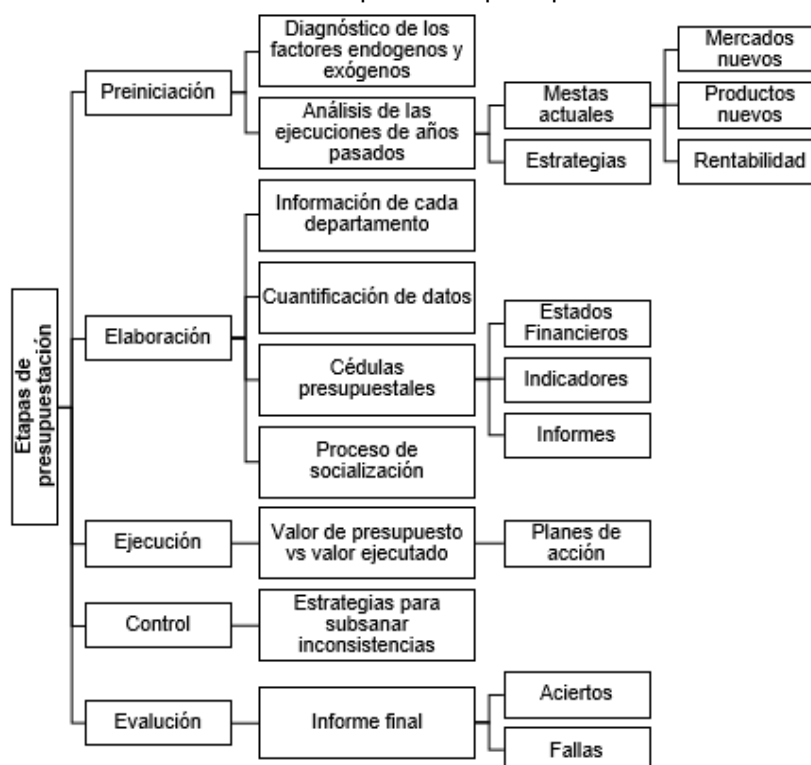 Etapas de
presupuestación
Preiniciación
Diagnóstico de los
factores endogenos y
exógenos
Análisis de las
ejecuciones de años
pasados
Mestas
actuales
Mercados
nuevos
Productos
nuevos
Rentabilidad
Estrategias
Elaboración
Información de cada
departamento
Cuantificación de datos
Cédulas
presupuestales
Estados
Financieros
Indicadores
Informes
Proceso de
socialización
Ejecución
Valor de presupuesto
vs valor ejecutado
Planes de
acción
Control
Estrategias para
subsanar
inconsistencias
Evalución
Informe final
Aciertos
Fallas